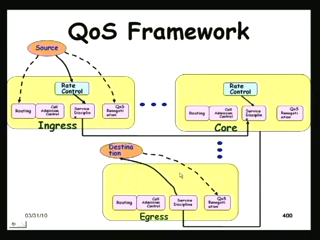 QoS Framework
Source
Rate
Control
Rate
Control
Routing
Call
Admission
Control
Service
Discipline
QoS
Renegoti
ation
Routing
Call
Admission
Control
Service
Discipline
QoS
Renegoti
ation
Ingress
Core
Destina
tion
Routing
Call
Admission
Control
Service
Discipline
QoS
Renegoti
ation
Egress
03/31/10
400